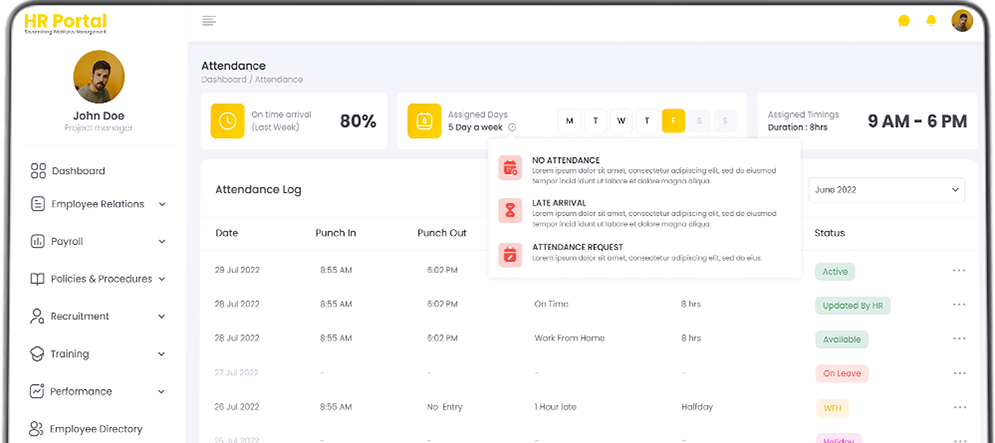 HR Portal
Streamlining Workforce Management
John Doe
Project manager
Dashboard
Employee Relations
Payroll
Policies & Procedures
Recruitment
Training
Performance
Employee Directory
Attendance
Dashboard / Attendance
On time arrival
(Last Week)
80%
Assigned Days
5 Day a week
M T W T F S S
Assigned Timings
Duration : 8hrs
9 AM - 6 PM
NO ATTENDANCE
Lorem ipsum dolor sit amet, consectetur adipiscing elit, sed do eiusmod
tempor incid idunt ut labore et dolore magna aliqua.
LATE ARRIVAL
Lorem ipsum dolor sit amet, consectetur adipiscing elit, sed do eiusmod
tempor incid idunt ut labore et dolore magna aliqua.
ATTENDANCE REQUEST
Lorem ipsum dolor sit amet, consectetur adipiscing elit, sed do eius.
Attendance Log
June 2022
Date Punch In Punch Out Status
29 Jul 2022 8:55 AM 6:02 PM Active
28 Jul 2022 8:55 AM 6:02 PM On Time 8 hrs Updated By HR
28 Jul 2022 8:55 AM 6:02 PM Work From Home 8 hrs Available
27 Jul 2022 - - - - On Leave
26 Jul 2022 8:55 AM No Entry 1 Hour late Halfday WFH
25 Jul 2022 Holiday